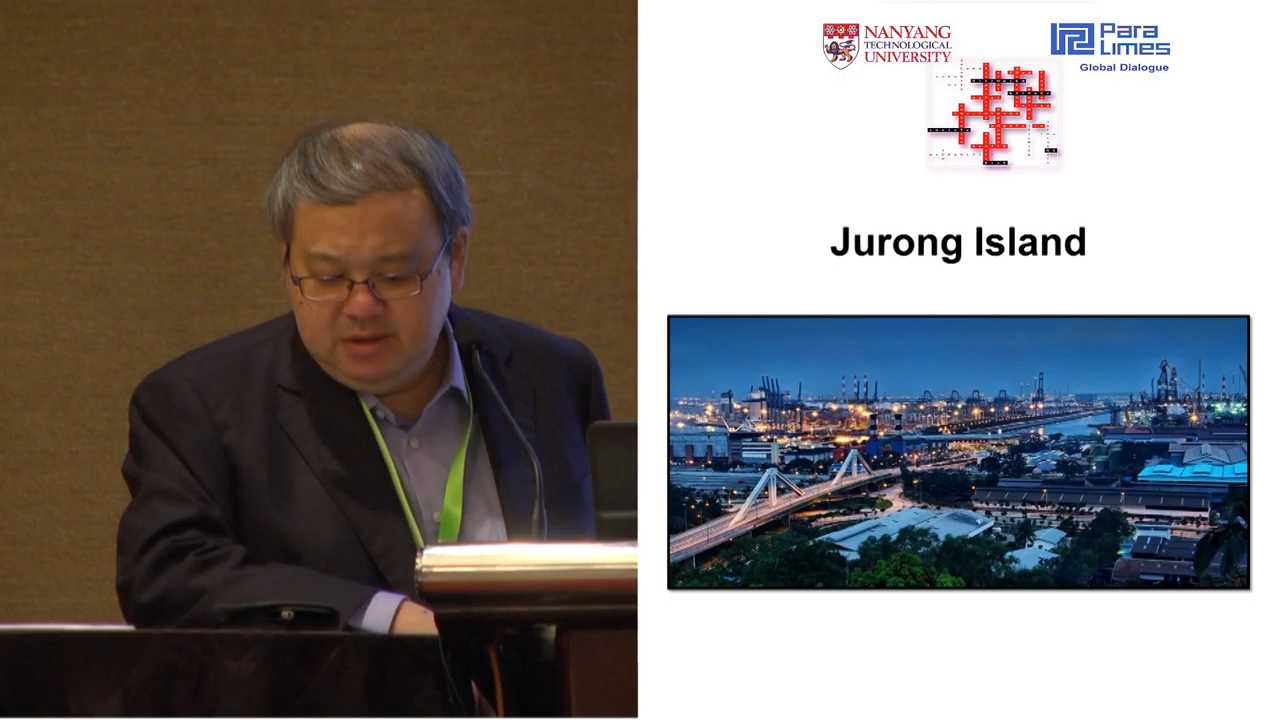 NANYANG
TECHNOLOGICAL
UNIVERSITY
Para
Limes
Global Dialogue
Jurong Island